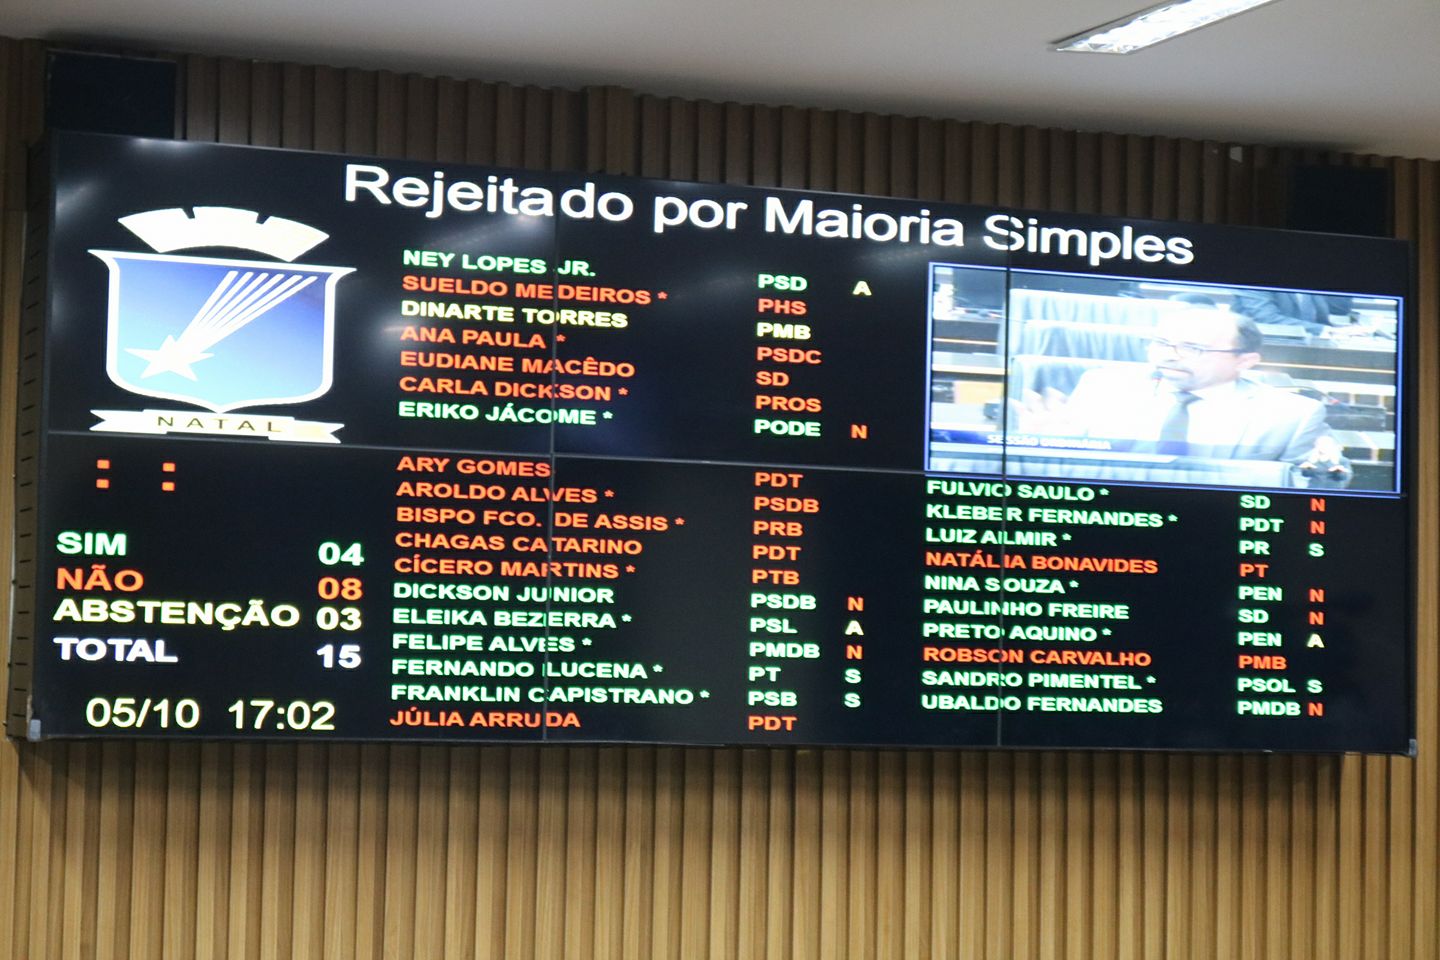 Rejeitado por Maioria Simples
NEY LOPES JR. PSD A
SUELDO MEDEIROS * PHS
DINARTE TORRES PMB
ANA PAULA * PSDC
EUDIANE MACÊDO SD
CARLA DICKSON * PROS
ERIKO JÁCOME * PODE N
NATAL
SESSÃO ORDINÁRIA
: :
SIM 04
NÃO 08
ABSTENÇÃO 03
TOTAL 15
05/10 17:02
ARY GOMES PDT
AROLDO ALVES * PSDB
BISPO FCO. DE ASSIS * PRB
CHAGAS CATARINO PDT
CÍCERO MARTINS * PTB
DICKSON JUNIOR PSDB N
ELEIKA BEZERRA * PSL A
FELIPE ALVES * PMDB N
FERNANDO LUCENA * PT S
FRANKLIN CAPISTRANO * PSB S
JÚLIA ARRUDA PDT
FULVIO SAULO * SD N
KLEBER FERNANDES * PDT N
LUIZ AILMIR * PR S
NATÁLIA BONAVIDES PT
NINA SOUZA * PEN N
PAULINHO FREIRE SD N
PRETO AQUINO * PEN A
ROBSON CARVALHO PMB
SANDRO PIMENTEL * PSOL S
UBALDO FERNANDES PMDB N